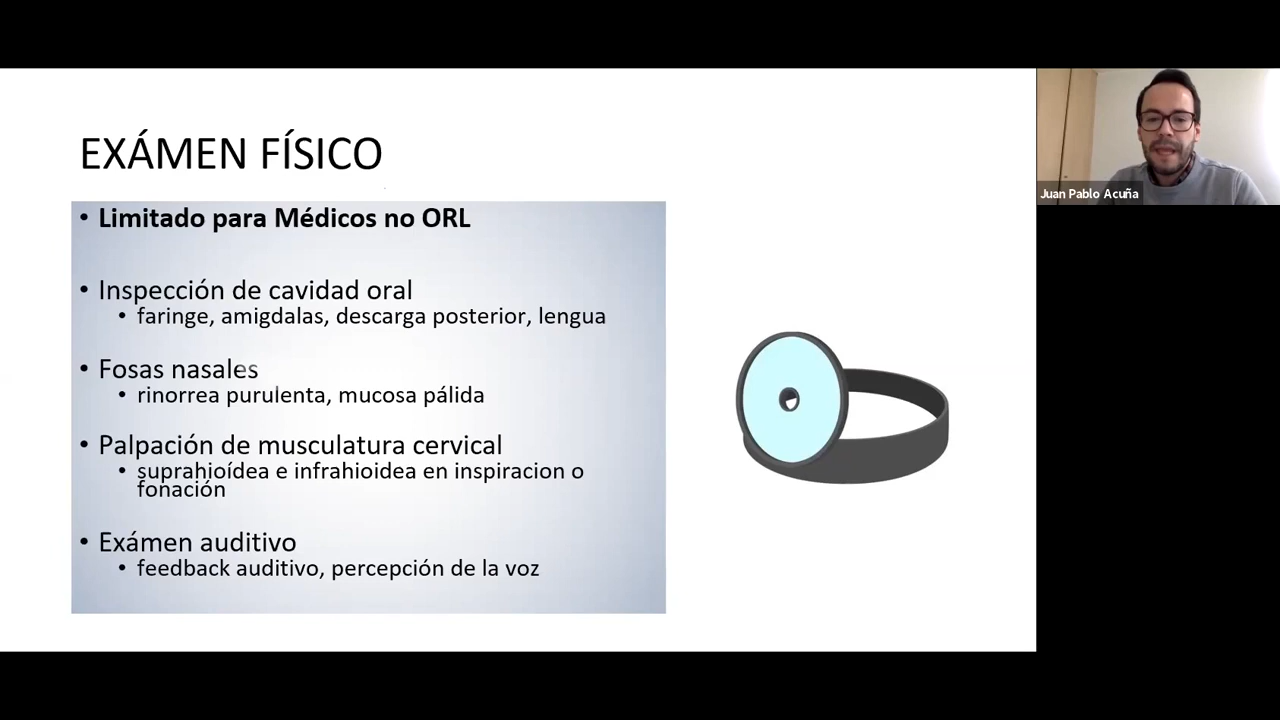 EXÁMEN FÍSICO
• Limitado para Médicos no ORL
• Inspección de cavidad oral
• faringe, amigdalas, descarga posterior, lengua
• Fosas nasales
• rinorrea purulenta, mucosa pálida
• Palpación de musculatura cervical
• suprahioídea e infrahioidea en inspiracion o
fonación
• Exámen auditivo
• feedback auditivo, percepción de la voz
Juan Pablo Acuña